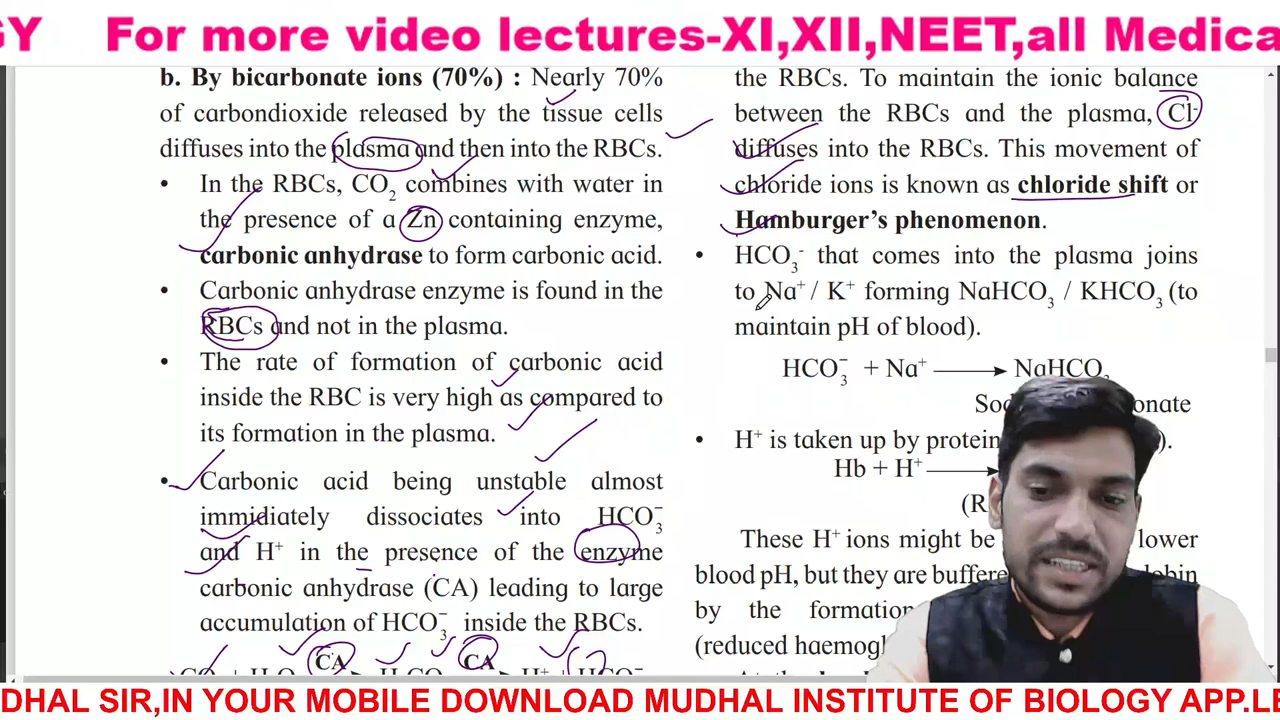 GY For more video lectures-XI,XII,NEET,all Medica
b. By bicarbonate ions (70%) : Nearly 70%
of carbondioxide released by the tissue cells
diffuses into the plasma and then into the RBCs.
• In the RBCs, CO₂ combines with water in
the presence of a Zn containing enzyme,
carbonic anhydrase to form carbonic acid.
• Carbonic anhydrase enzyme is found in the
RBCs and not in the plasma.
• The rate of formation of carbonic acid
inside the RBC is very high as compared to
its formation in the plasma.
• Carbonic acid being unstable almost
immidiately dissociates into HCO₃⁻
and H⁺ in the presence of the enzyme
carbonic anhydrase (CA) leading to large
accumulation of HCO₃⁻ inside the RBCs.
CA CA
the RBCs. To maintain the ionic balance
between the RBCs and the plasma, Cl⁻
diffuses into the RBCs. This movement of
chloride ions is known as chloride shift or
Hamburger's phenomenon.
• HCO₃⁻ that comes into the plasma joins
to Na⁺ / K⁺ forming NaHCO₃ / KHCO₃ (to
maintain pH of blood).
HCO₃⁻ + Na⁺ ⟶ NaHCO₃
• H⁺ is taken up by protein
Hb + H⁺ ⟶
These H⁺ ions might be lower
blood pH, but they are buffere
by the formation
(reduced
DHAL SIR,IN YOUR MOBILE DOWNLOAD MUDHAL INSTITUTE OF BIOLOGY APP.LE